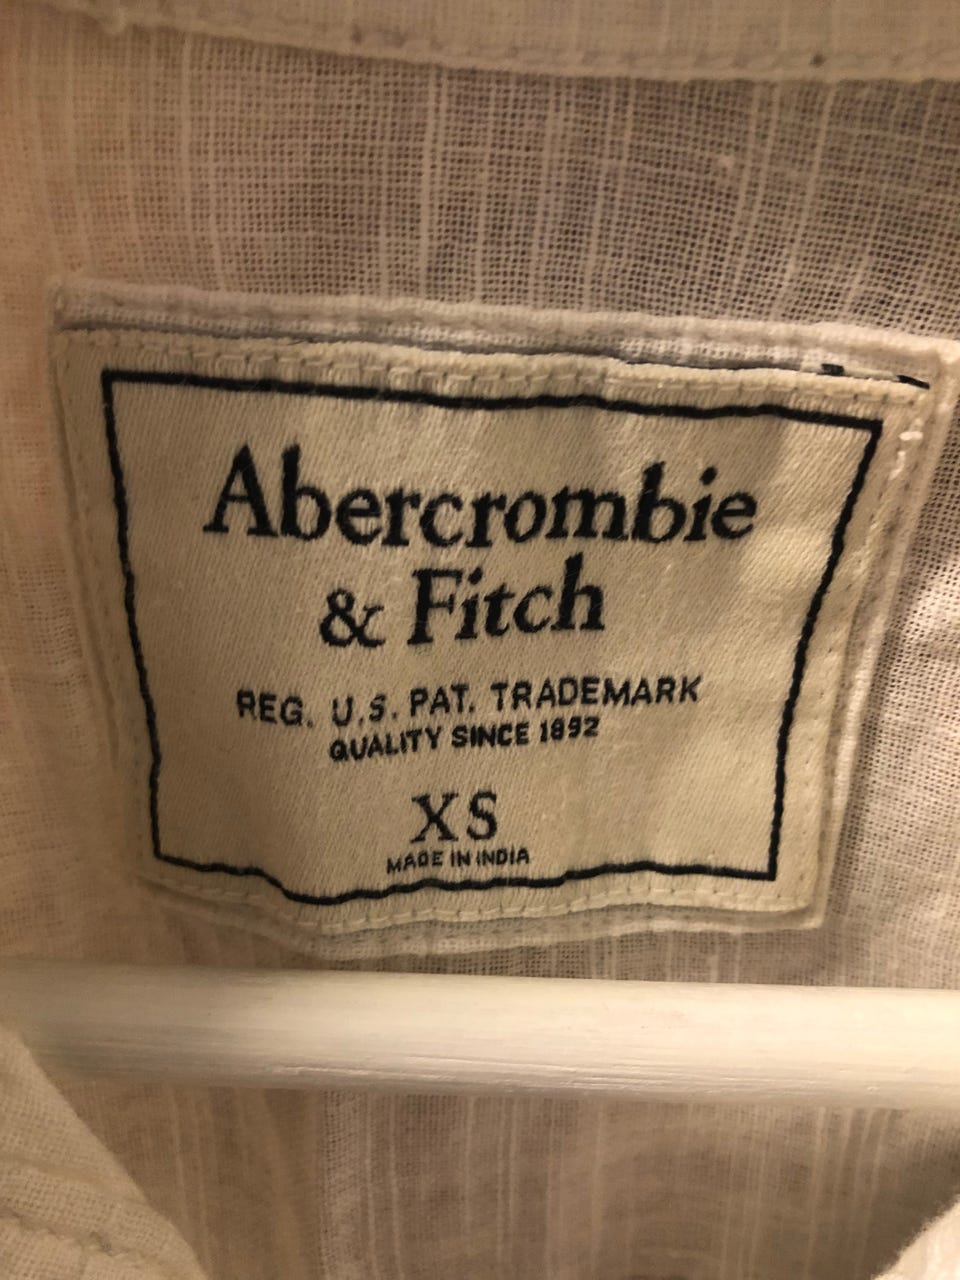 Abercrombie
& Fitch
REG. U.S. PAT. TRADEMARK
QUALITY SINCE 1892
XS
MADE IN INDIA